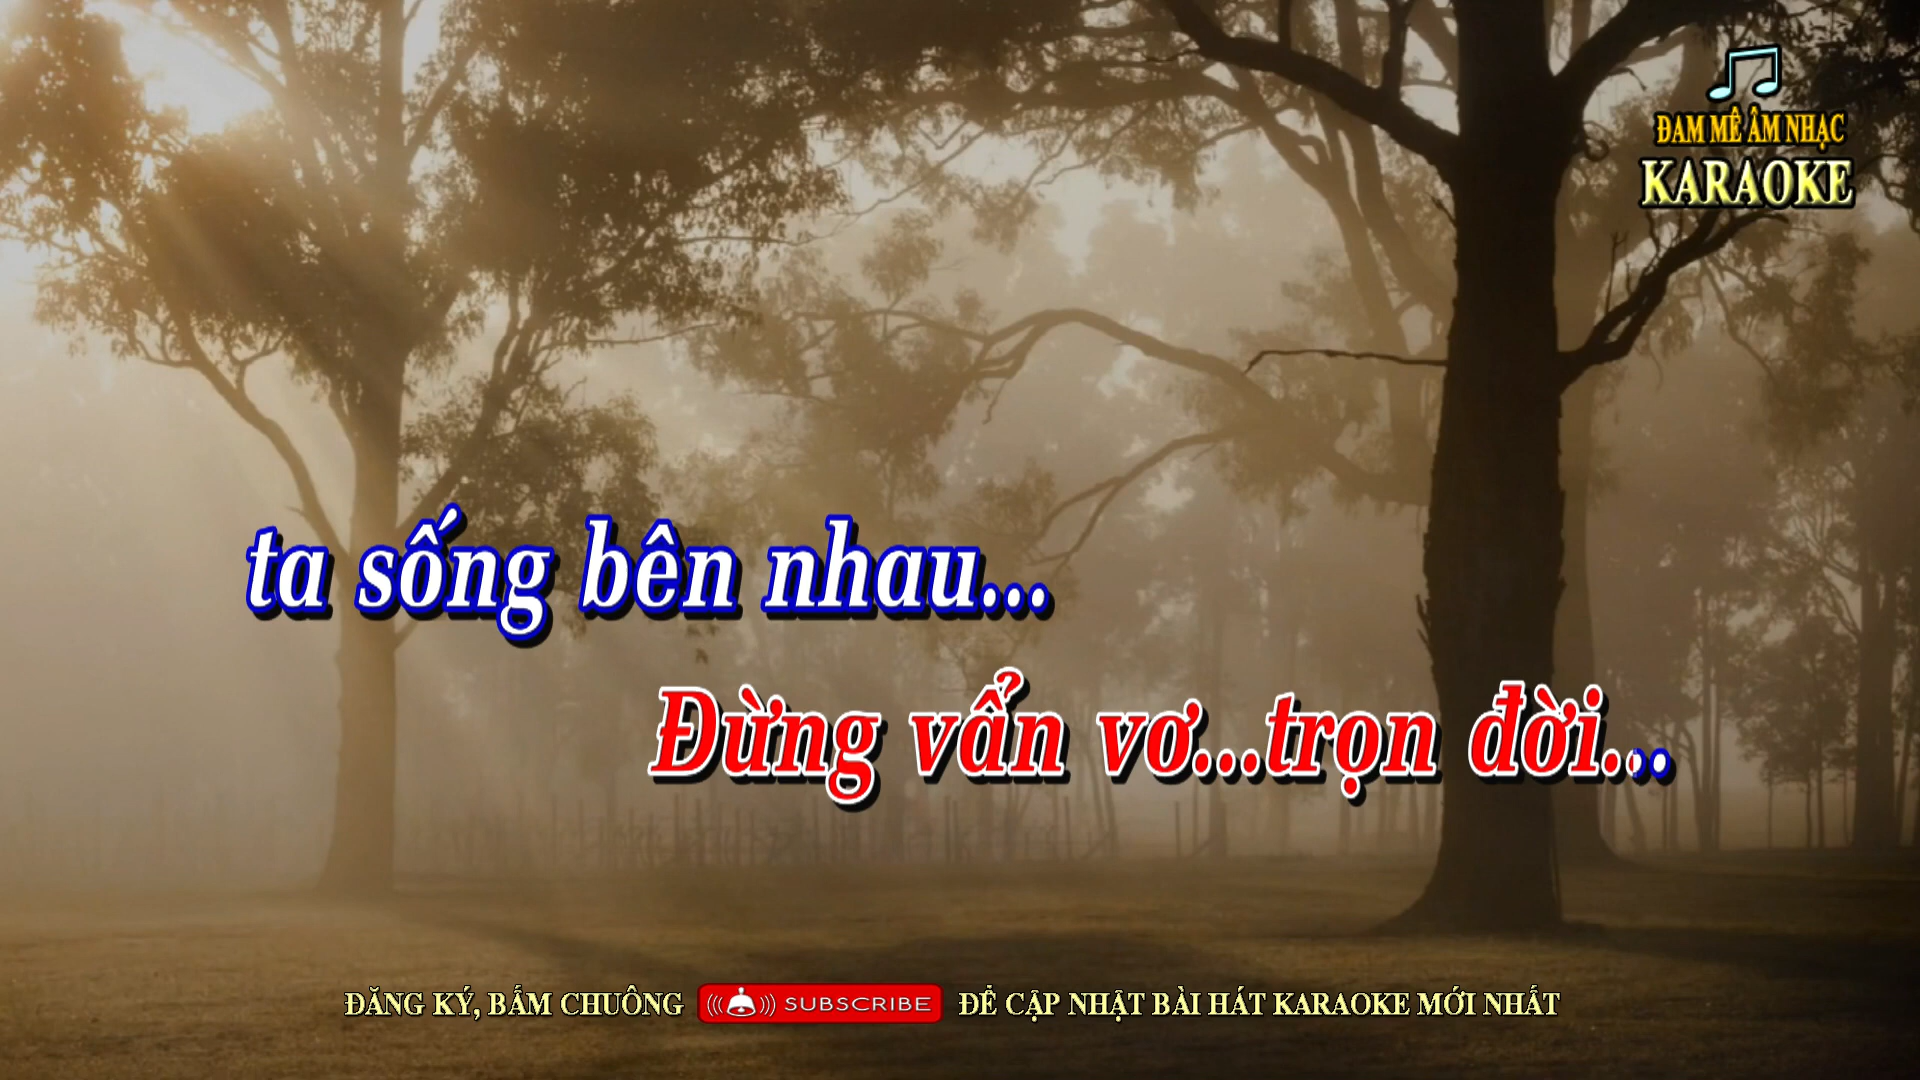 ĐAM MÊ ÂM NHẠC
KARAOKE
ta sống bên nhau...
Đừng vẩn vơ...trọn đời...
ĐĂNG KÝ, BẤM CHUÔNG SUBSCRIBE ĐỂ CẬP NHẬT BÀI HÁT KARAOKE MỚI NHẤT